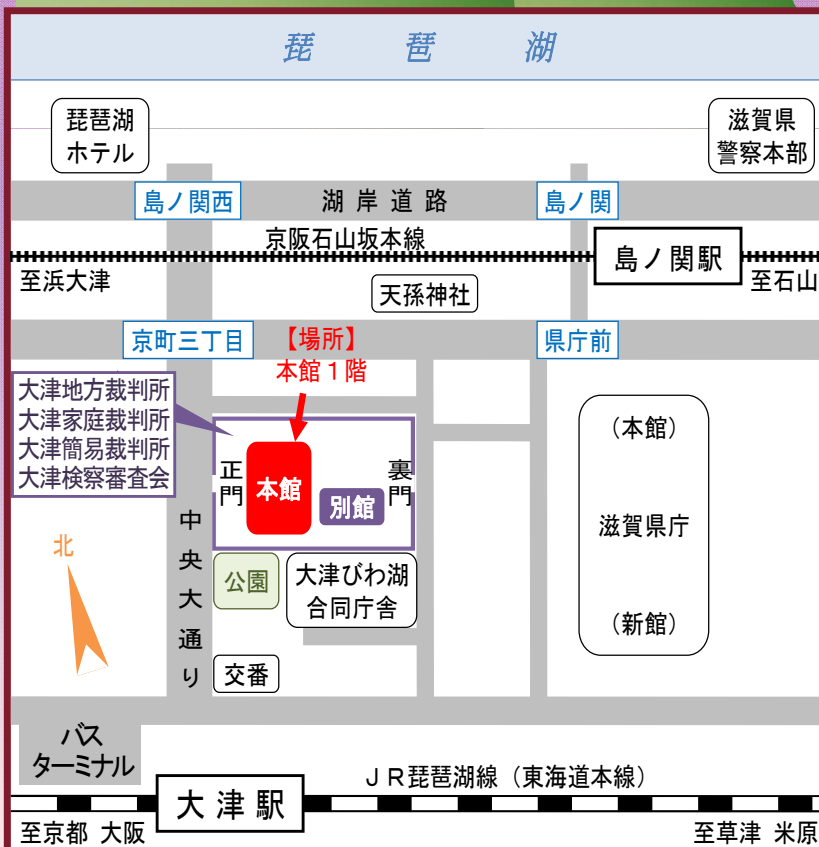 琵琶湖
琵琶湖
ホテル
滋賀県
警察本部
島ノ関西
湖岸道路
島ノ関
京阪石山坂本線
島ノ関駅
至浜大津
至石山
天孫神社
京町三丁目
【場所】
本館1階
県庁前
大津地方裁判所
大津家庭裁判所
大津簡易裁判所
大津検察審査会
正門
本館
別館
裏門
（本館）
滋賀県庁
（新館）
中央大通り
北
公園
大津びわ湖
合同庁舎
交番
バス
ターミナル
JR琵琶湖線（東海道本線）
大津駅
至京都 大阪
至草津 米原